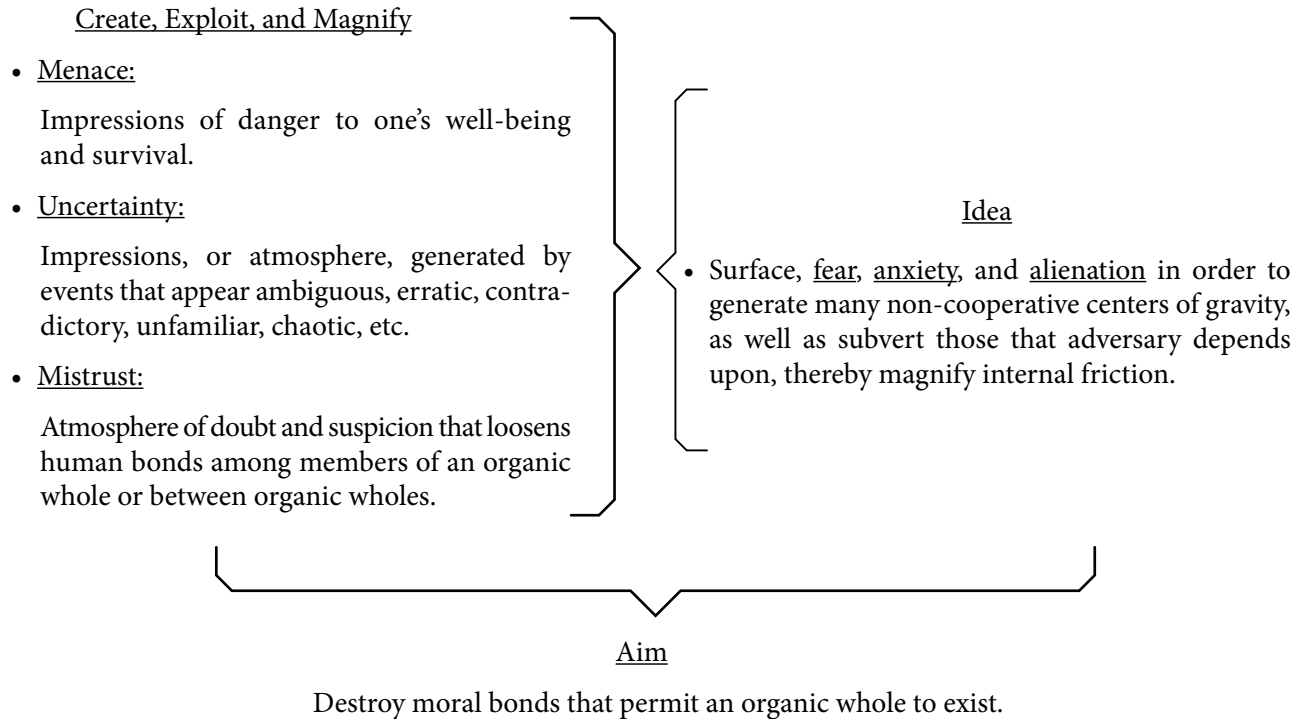 Create, Exploit, and Magnify
• Menace:
Impressions of danger to one’s well-being
and survival.
• Uncertainty:
Impressions, or atmosphere, generated by
events that appear ambiguous, erratic, contra-
dictory, unfamiliar, chaotic, etc.
• Mistrust:
Atmosphere of doubt and suspicion that loosens
human bonds among members of an organic
whole or between organic wholes.
Idea
• Surface, fear, anxiety, and alienation in order to
generate many non-cooperative centers of gravity,
as well as subvert those that adversary depends
upon, thereby magnify internal friction.
Aim
Destroy moral bonds that permit an organic whole to exist.